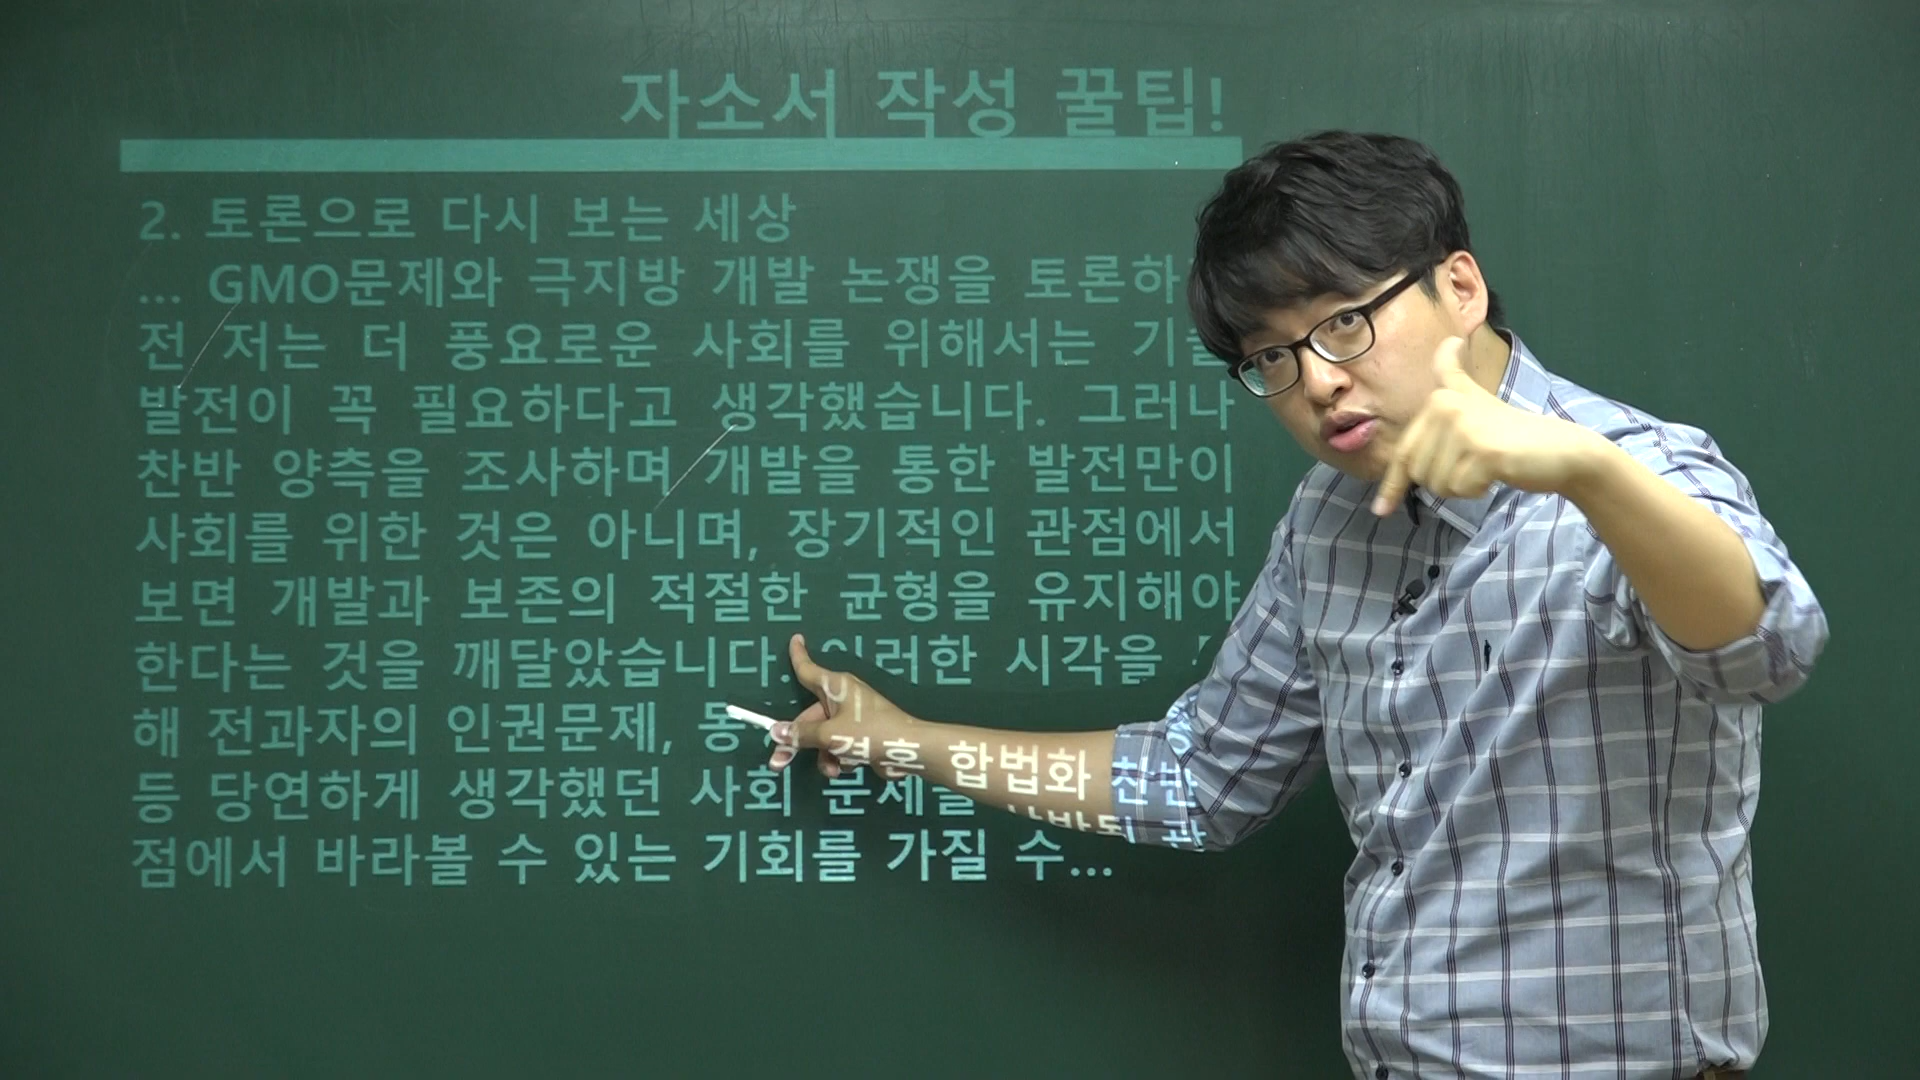 자소서 작성 꿀팁!
2. 토론으로 다시 보는 세상
... GMO문제와 극지방 개발 논쟁을 토론하
전 저는 더 풍요로운 사회를 위해서는
발전이 꼭 필요하다고 생각했습니다. 그러나
찬반 양측을 조사하며 개발을 통한 발전만이
사회를 위한 것은 아니며, 장기적인 관점에서
보면 개발과 보존의 적절한 균형을 유지해야
한다는 것을 깨달았습니다. 이러한 시각을
해 전과자의 인권문제, 결혼 합법화 찬반
등 당연하게 생각했던 사회 문제를 관
점에서 바라볼 수 있는 기회를 가질 수...